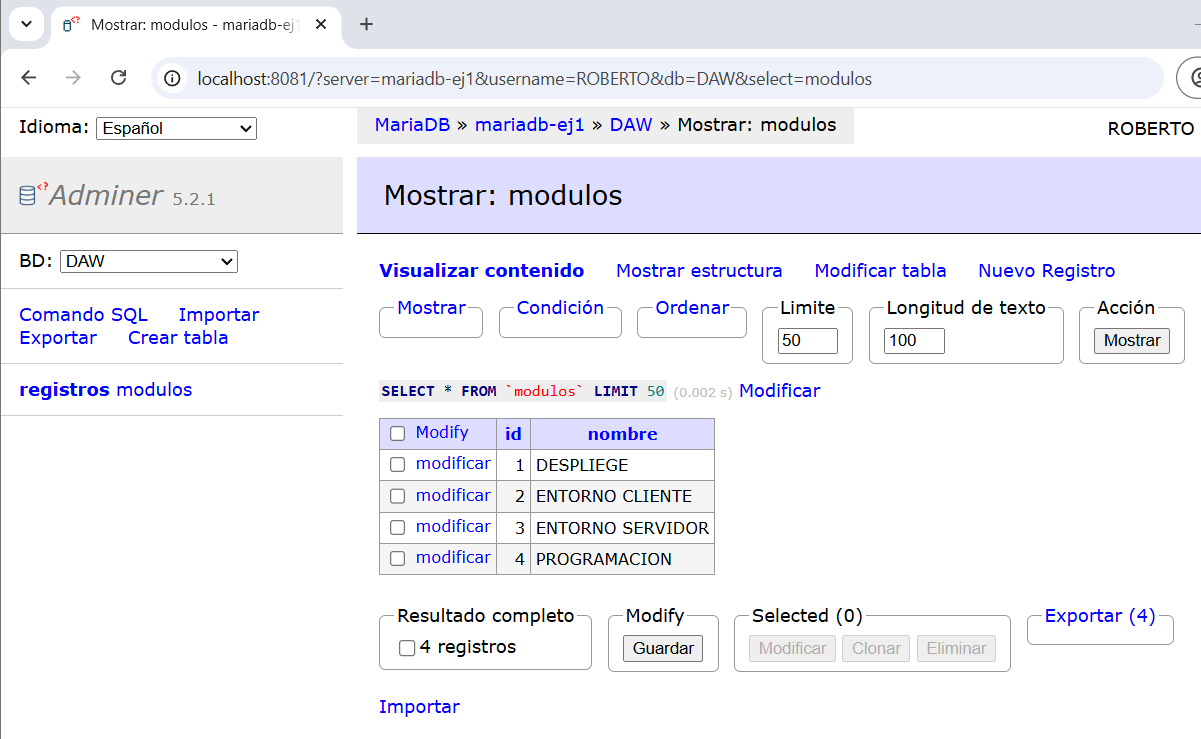 Mostrar: modulos - mariadb-ej1
localhost:8081/?server=mariadb-ej1&username=ROBERTO&db=DAW&select=modulos
Idioma: Español
MariaDB » mariadb-ej1 » DAW » Mostrar: modulos
ROBERTO
Adminer 5.2.1
Mostrar: modulos
BD: DAW
Visualizar contenido Mostrar estructura Modificar tabla Nuevo Registro
Comando SQL Importar
Exportar Crear tabla
registros modulos
Mostrar Condición Ordenar Limite Longitud de texto Acción
50 100 Mostrar
SELECT * FROM `modulos` LIMIT 50 (0.002 s) Modificar
Modify id nombre
modificar 1 DESPLIEGE
modificar 2 ENTORNO CLIENTE
modificar 3 ENTORNO SERVIDOR
modificar 4 PROGRAMACION
Resultado completo Modify Selected (0) Exportar (4)
4 registros Guardar Modificar Clonar Eliminar
Importar